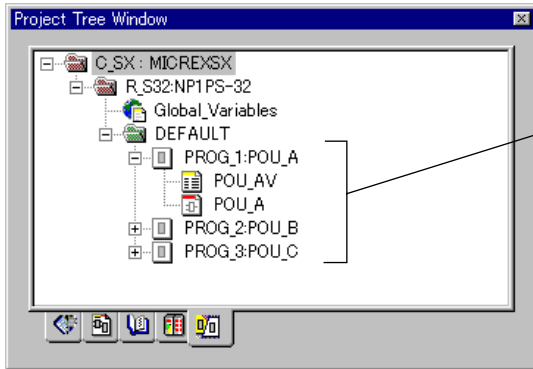 Project Tree Window
C_SX : MICREXSX
R_S32:NP1PS-32
Global_Variables
DEFAULT
PROG_1:POU_A
POU_AV
POU_A
PROG_2:POU_B
PROG_3:POU_C